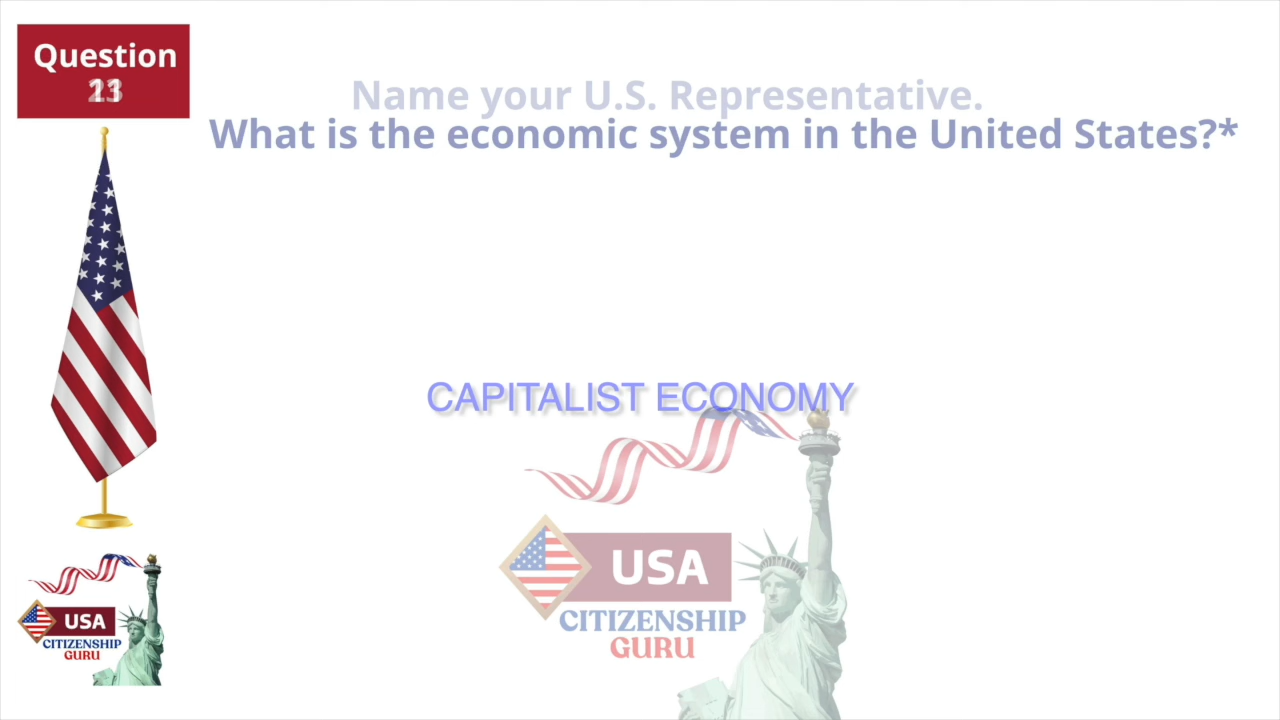 Question
Name your U.S. Representative.
What is the economic system in the United States?*
CAPITALIST ECONOMY
USA
CITIZENSHIP
GURU
USA
CITIZENSHIP
GURU